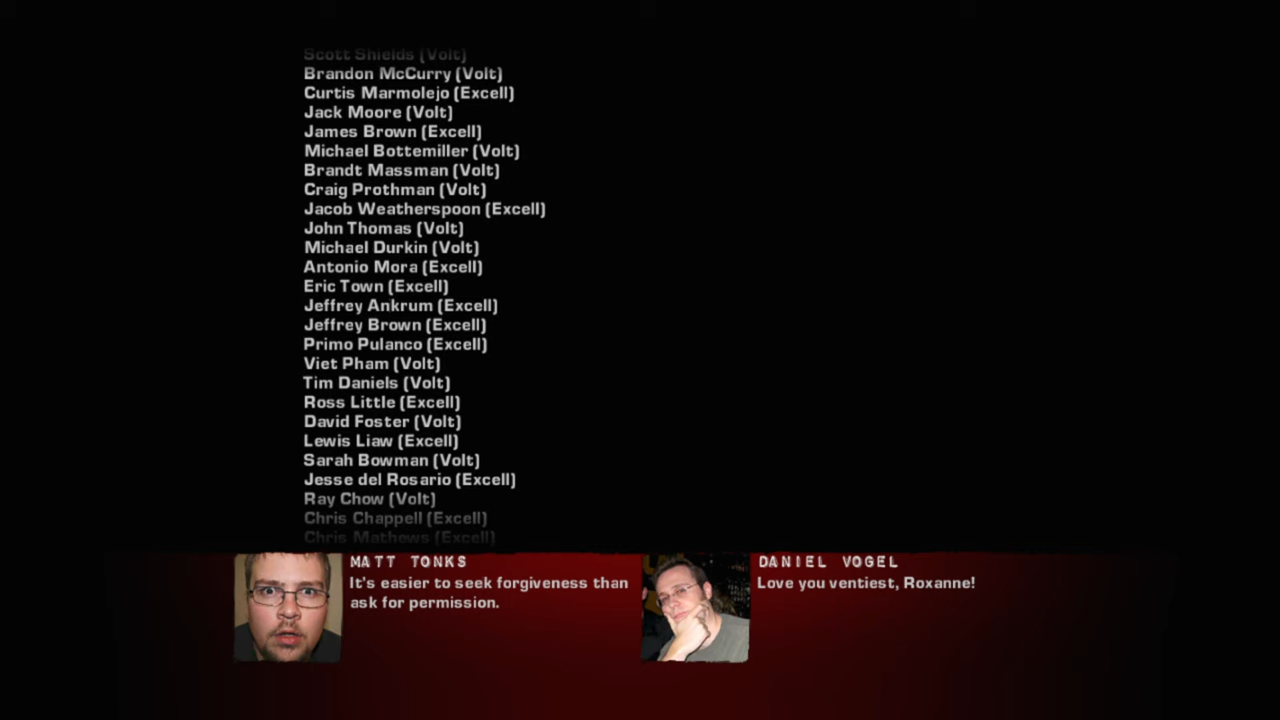 Scott Shields (Volt)
Brandon McCurry (Volt)
Curtis Marmolejo (Excell)
Jack Moore (Volt)
James Brown (Excell)
Michael Bottemiller (Volt)
Brandt Massman (Volt)
Craig Prothman (Volt)
Jacob Weatherspoon (Excell)
John Thomas (Volt)
Michael Durkin (Volt)
Antonio Mora (Excell)
Eric Town (Excell)
Jeffrey Ankrum (Excell)
Jeffrey Brown (Excell)
Primo Pulanco (Excell)
Viet Pham (Volt)
Tim Daniels (Volt)
Ross Little (Excell)
David Foster (Volt)
Lewis Liaw (Excell)
Sarah Bowman (Volt)
Jesse del Rosario (Excell)
Ray Chow (Volt)
Chris Chappell (Excell)
Chris Mathews (Excell)
MATT TONKS
It's easier to seek forgiveness than
ask for permission.
DANIEL VOGEL
Love you ventiest, Roxanne!